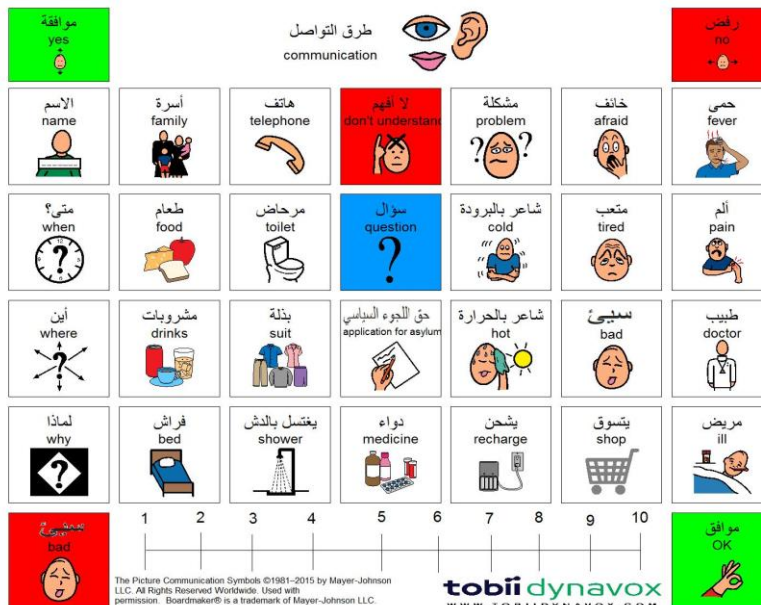 موافقة
yes
طرق التواصل
communication
رفض
no
الاسم
name
أسرة
family
هاتف
telephone
لا أفهم
don't understand
مشكلة
problem
خائف
afraid
حمى
fever
متى؟
when
طعام
food
مرحاض
toilet
سؤال
question
شاعر بالبرودة
cold
متعب
tired
ألم
pain
أين
where
مشروبات
drinks
بذلة
suit
حق اللجوء السياسي
application for asylum
شاعر بالحرارة
hot
سيئ
bad
طبيب
doctor
لماذا
why
فراش
bed
يغتسل بالدش
shower
دواء
medicine
يشحن
recharge
يتسوق
shop
مريض
ill
سيئ
bad
1 2 3 4 5 6 7 8 9 10
موافق
OK
The Picture Communication Symbols ©1981–2015 by Mayer-Johnson
LLC. All Rights Reserved Worldwide. Used with
permission. Boardmaker® is a trademark of Mayer-Johnson LLC.
tobii dynavox
WWW.TOBIIDYNAVOX.COM